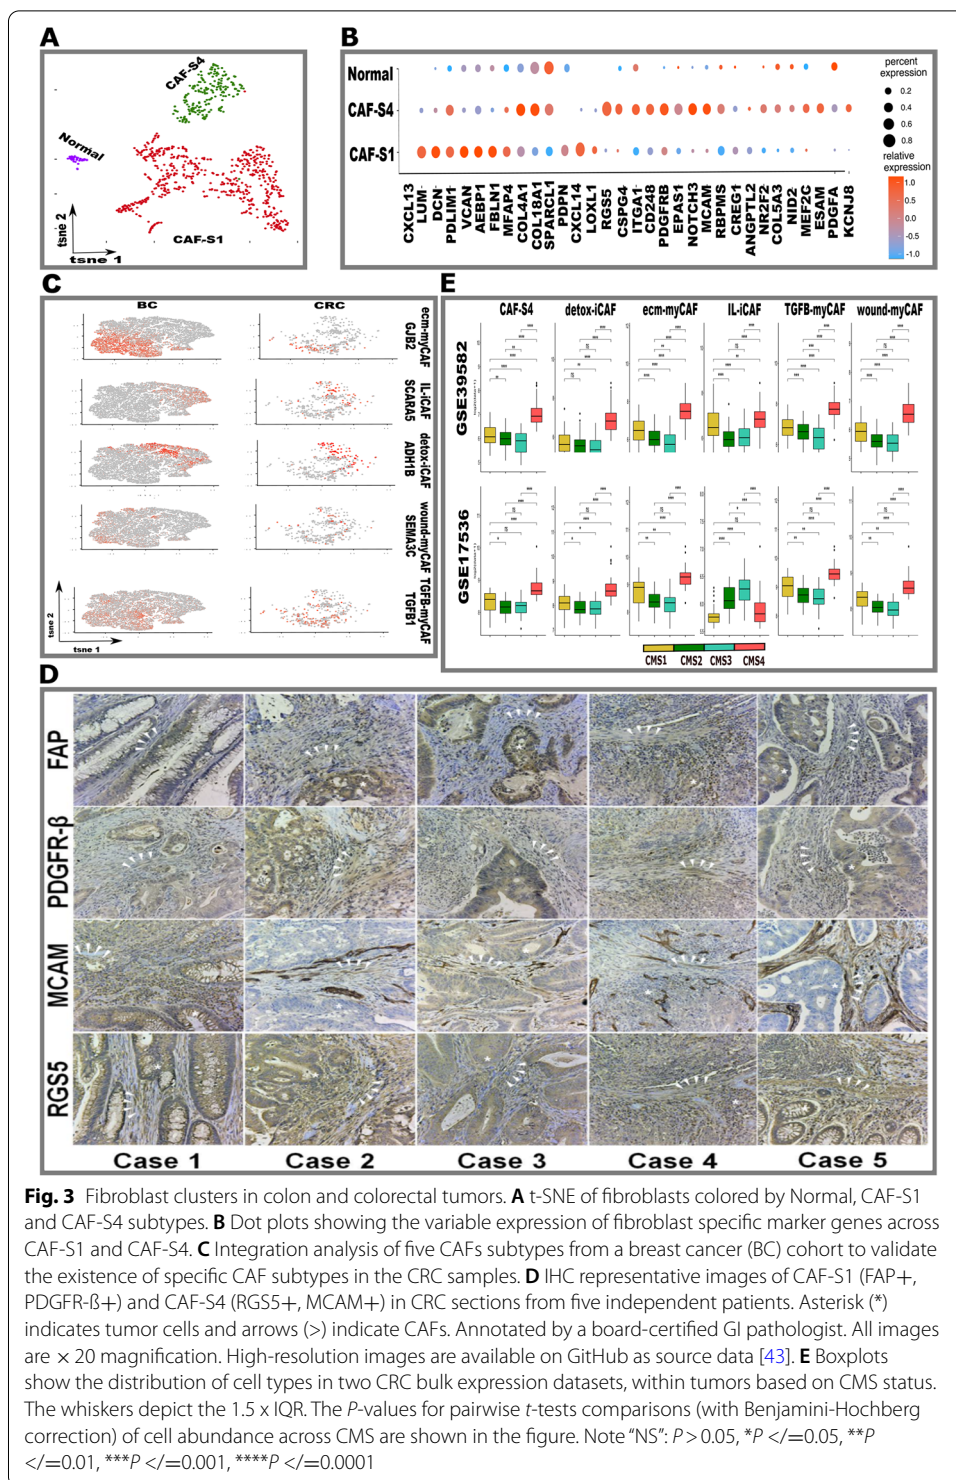 A
CAF-S4
Normal
CAF-S1
tsne 2
tsne 1
B
Normal
CAF-S4
CAF-S1
CXCL13
LUM
DCN
PDLIM1
VCAN
AEBP1
FBLN1
MFAP4
COL4A1
COL18A1
SPARCL1
PDPN
CXCL14
LOXL1
RGS5
CSPG4
ITGA1
CD248
PDGFRB
EPAS1
NOTCH3
MCAM
RBPMS
CREG1
ANGPTL2
NR2F2
COL5A3
NID2
MEF2C
ESAM
PDGFA
KCNJ8
percent
expression
0.2
0.4
0.6
0.8
relative
expression
1.0
0.5
0.0
-0.5
-1.0
C
BC
CRC
ecm-myCAF
GJB2
IL-iCAF
SCARA5
detox-iCAF
ADH1B
wound-myCAF
SEMA3C
TGFB-myCAF
TGFB1
tsne 2
tsne 1
E
CAF-S4
detox-iCAF
ecm-myCAF
IL-iCAF
TGFB-myCAF
wound-myCAF
GSE39582
GSE17536
CMS1
CMS2
CMS3
CMS4
D
FAP
PDGFR-β
MCAM
RGS5
Case 1
Case 2
Case 3
Case 4
Case 5
Fig. 3 Fibroblast clusters in colon and colorectal tumors. A t-SNE of fibroblasts colored by Normal, CAF-S1
and CAF-S4 subtypes. B Dot plots showing the variable expression of fibroblast specific marker genes across
CAF-S1 and CAF-S4. C Integration analysis of five CAFs subtypes from a breast cancer (BC) cohort to validate
the existence of specific CAF subtypes in the CRC samples. D IHC representative images of CAF-S1 (FAP+,
PDGFR-ß+) and CAF-S4 (RGS5+, MCAM+) in CRC sections from five independent patients. Asterisk (*)
indicates tumor cells and arrows (>) indicate CAFs. Annotated by a board-certified GI pathologist. All images
are × 20 magnification. High-resolution images are available on GitHub as source data [43]. E Boxplots
show the distribution of cell types in two CRC bulk expression datasets, within tumors based on CMS status.
The whiskers depict the 1.5 x IQR. The P-values for pairwise t-tests comparisons (with Benjamini-Hochberg
correction) of cell abundance across CMS are shown in the figure. Note "NS": P > 0.05, *P </=0.05, **P
</=0.01, ***P </=0.001, ****P </=0.0001